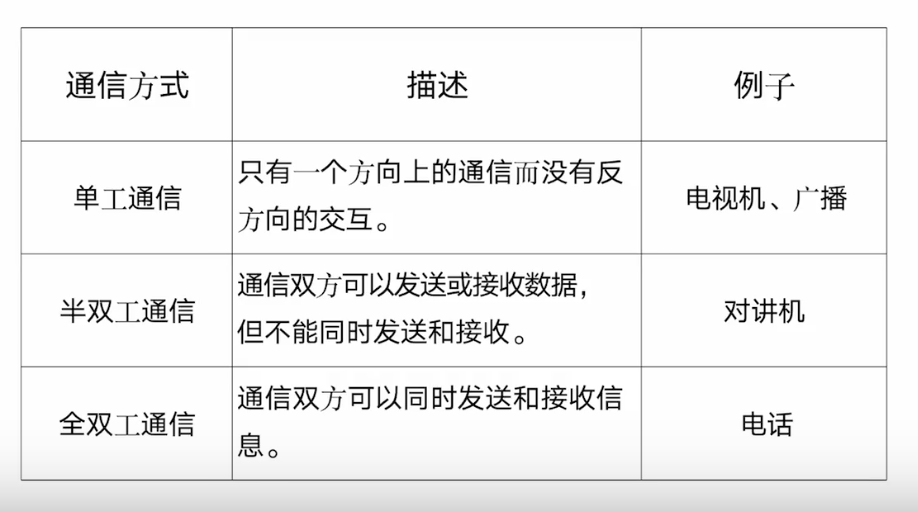 通信方式 描述 例子
单工通信 只有一个方向上的通信而没有反
方向的交互。 电视机、广播
半双工通信 通信双方可以发送或接收数据，
但不能同时发送和接收。 对讲机
全双工通信 通信双方可以同时发送和接收信
息。 电话